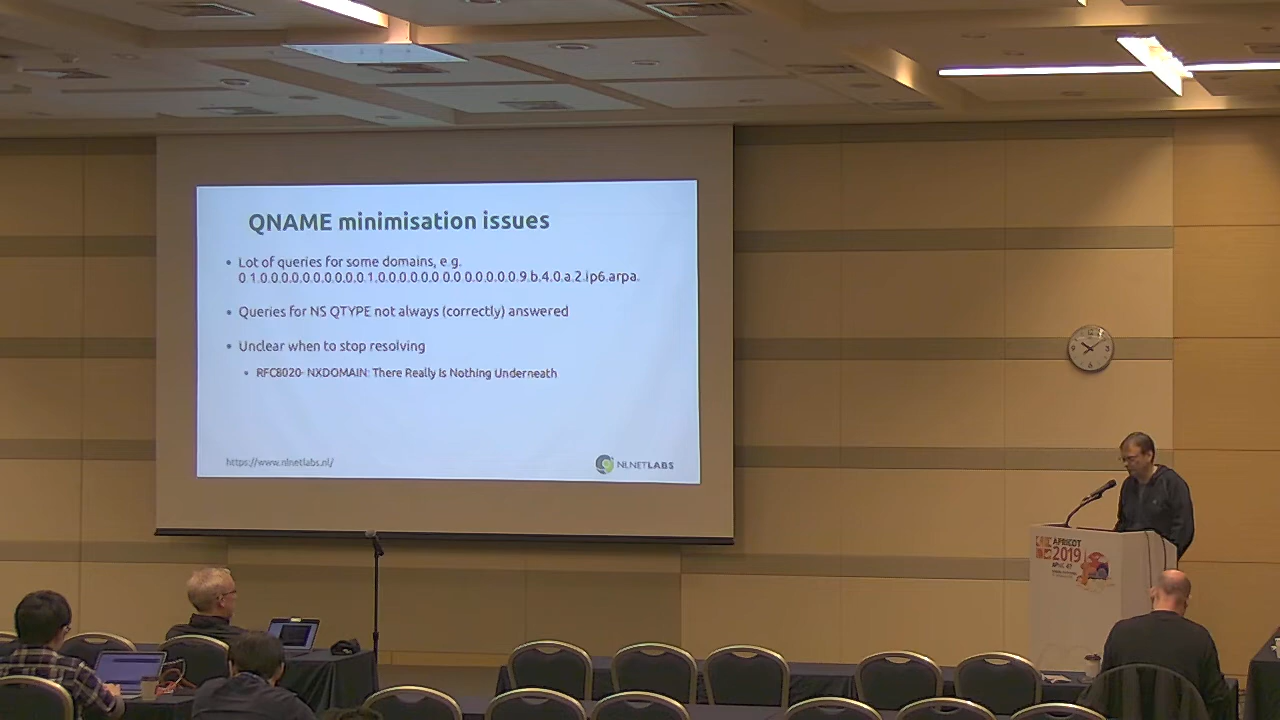 QNAME minimisation issues
Lot of queries for some domains, e.g.
0.1.0.0.0.0.0.0.0.0.0.0.1.0.0.0.0.0.0.0.0.0.0.0.0.0.9.b.4.0.a.2.ip6.arpa.
Queries for NS QTYPE not always (correctly) answered
Unclear when to stop resolving
RFC8020- NXDOMAIN: There Really Is Nothing Underneath
https://www.nlnetlabs.nl/
NLNETLABS
APRICOT
2019